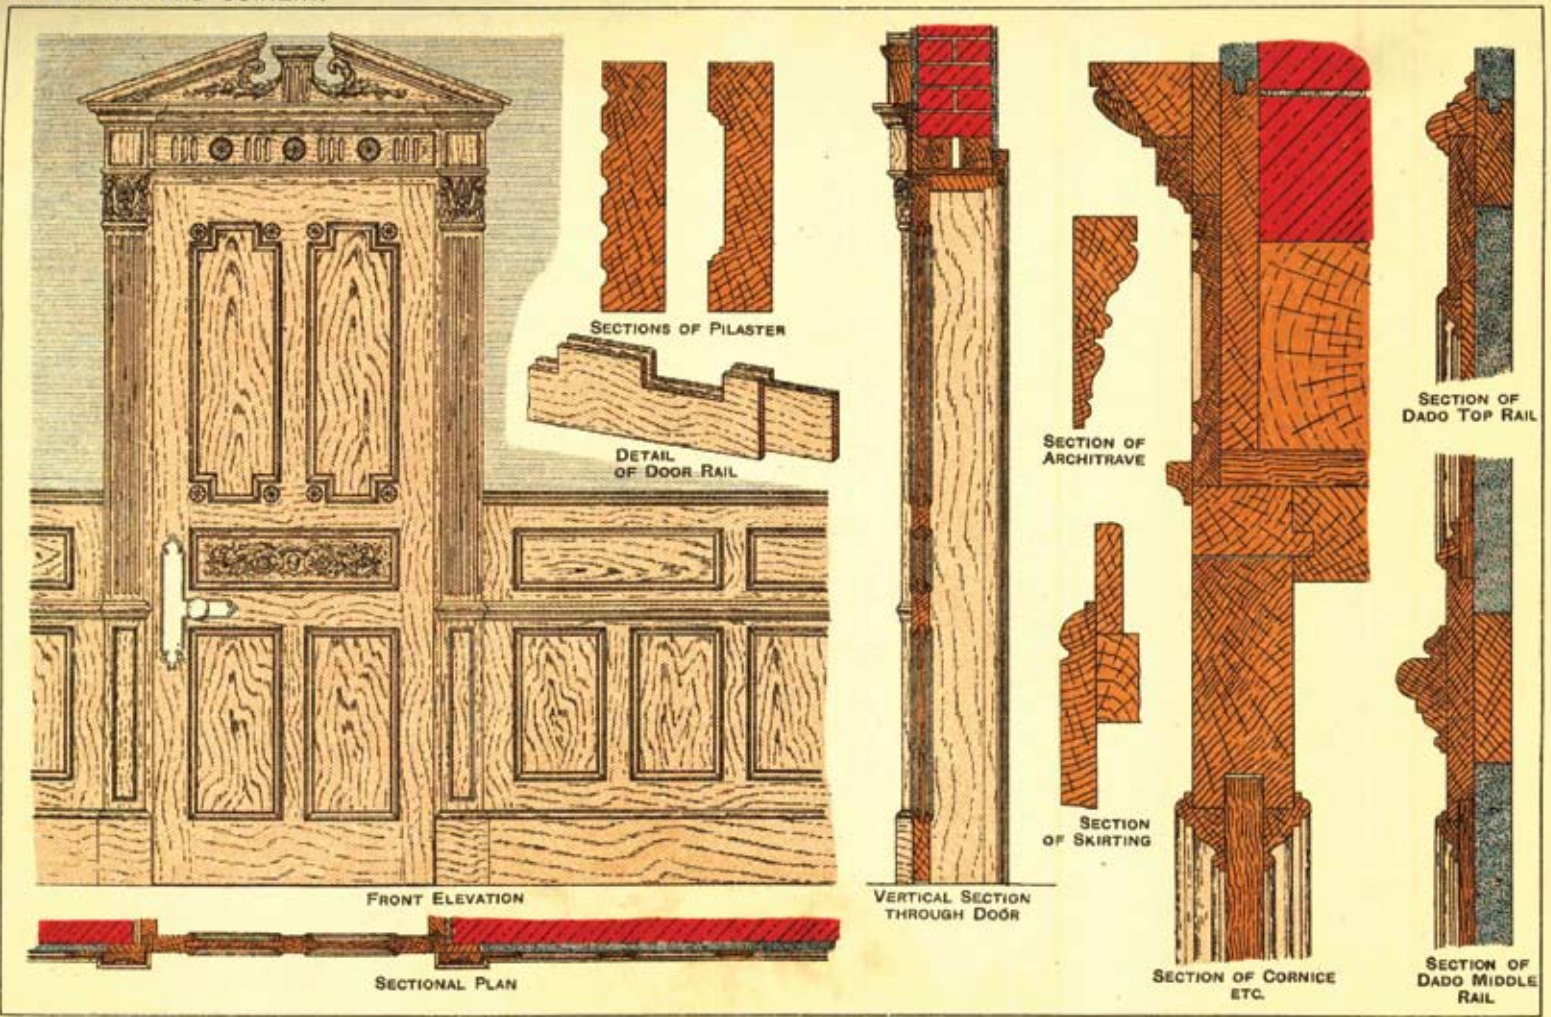 SECTIONS OF PILASTER
DETAIL
OF DOOR RAIL
SECTION OF
ARCHITRAVE
SECTION OF
DADO TOP RAIL
SECTION
OF SKIRTING
FRONT ELEVATION
VERTICAL SECTION
THROUGH DOOR
SECTIONAL PLAN
SECTION OF CORNICE
ETC.
SECTION OF
DADO MIDDLE
RAIL